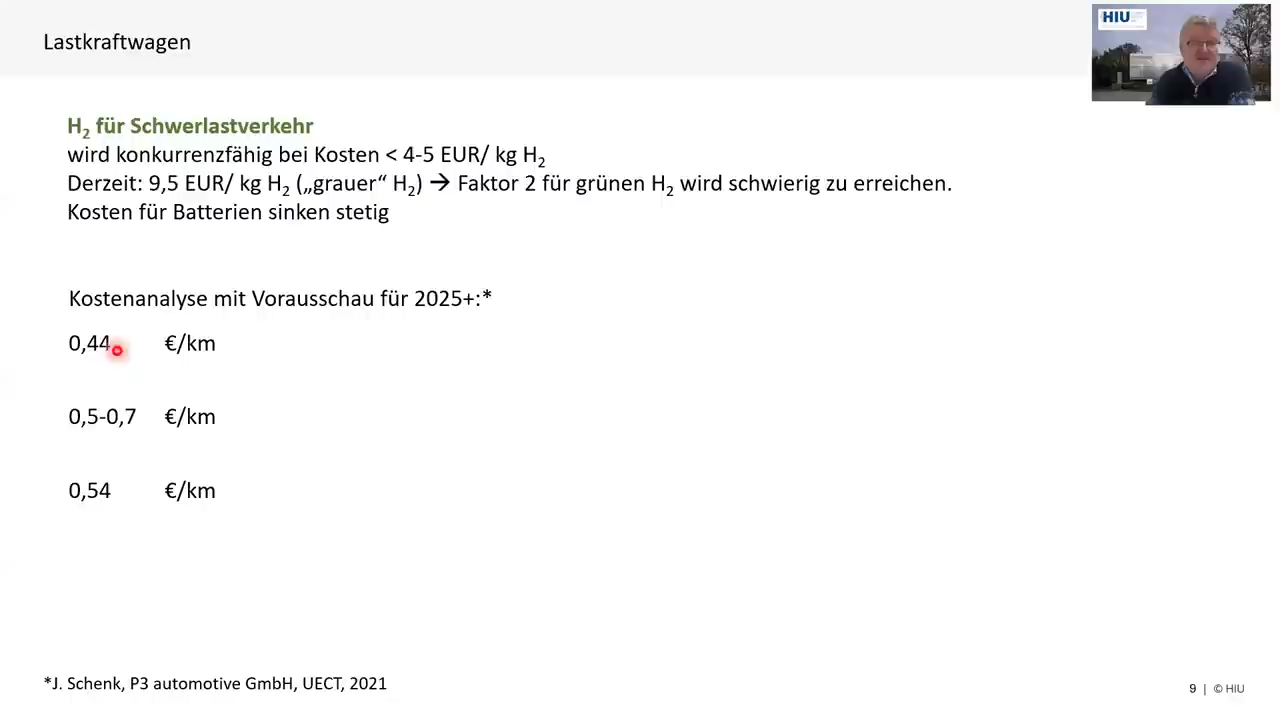 Lastkraftwagen
HIU
H₂ für Schwerlastverkehr
wird konkurrenzfähig bei Kosten < 4-5 EUR/ kg H₂
Derzeit: 9,5 EUR/ kg H₂ („grauer“ H₂) → Faktor 2 für grünen H₂ wird schwierig zu erreichen.
Kosten für Batterien sinken stetig
Kostenanalyse mit Vorausschau für 2025+:*
0,44 €/km
0,5-0,7 €/km
0,54 €/km
*J. Schenk, P3 automotive GmbH, UECT, 2021
9 | © HIU